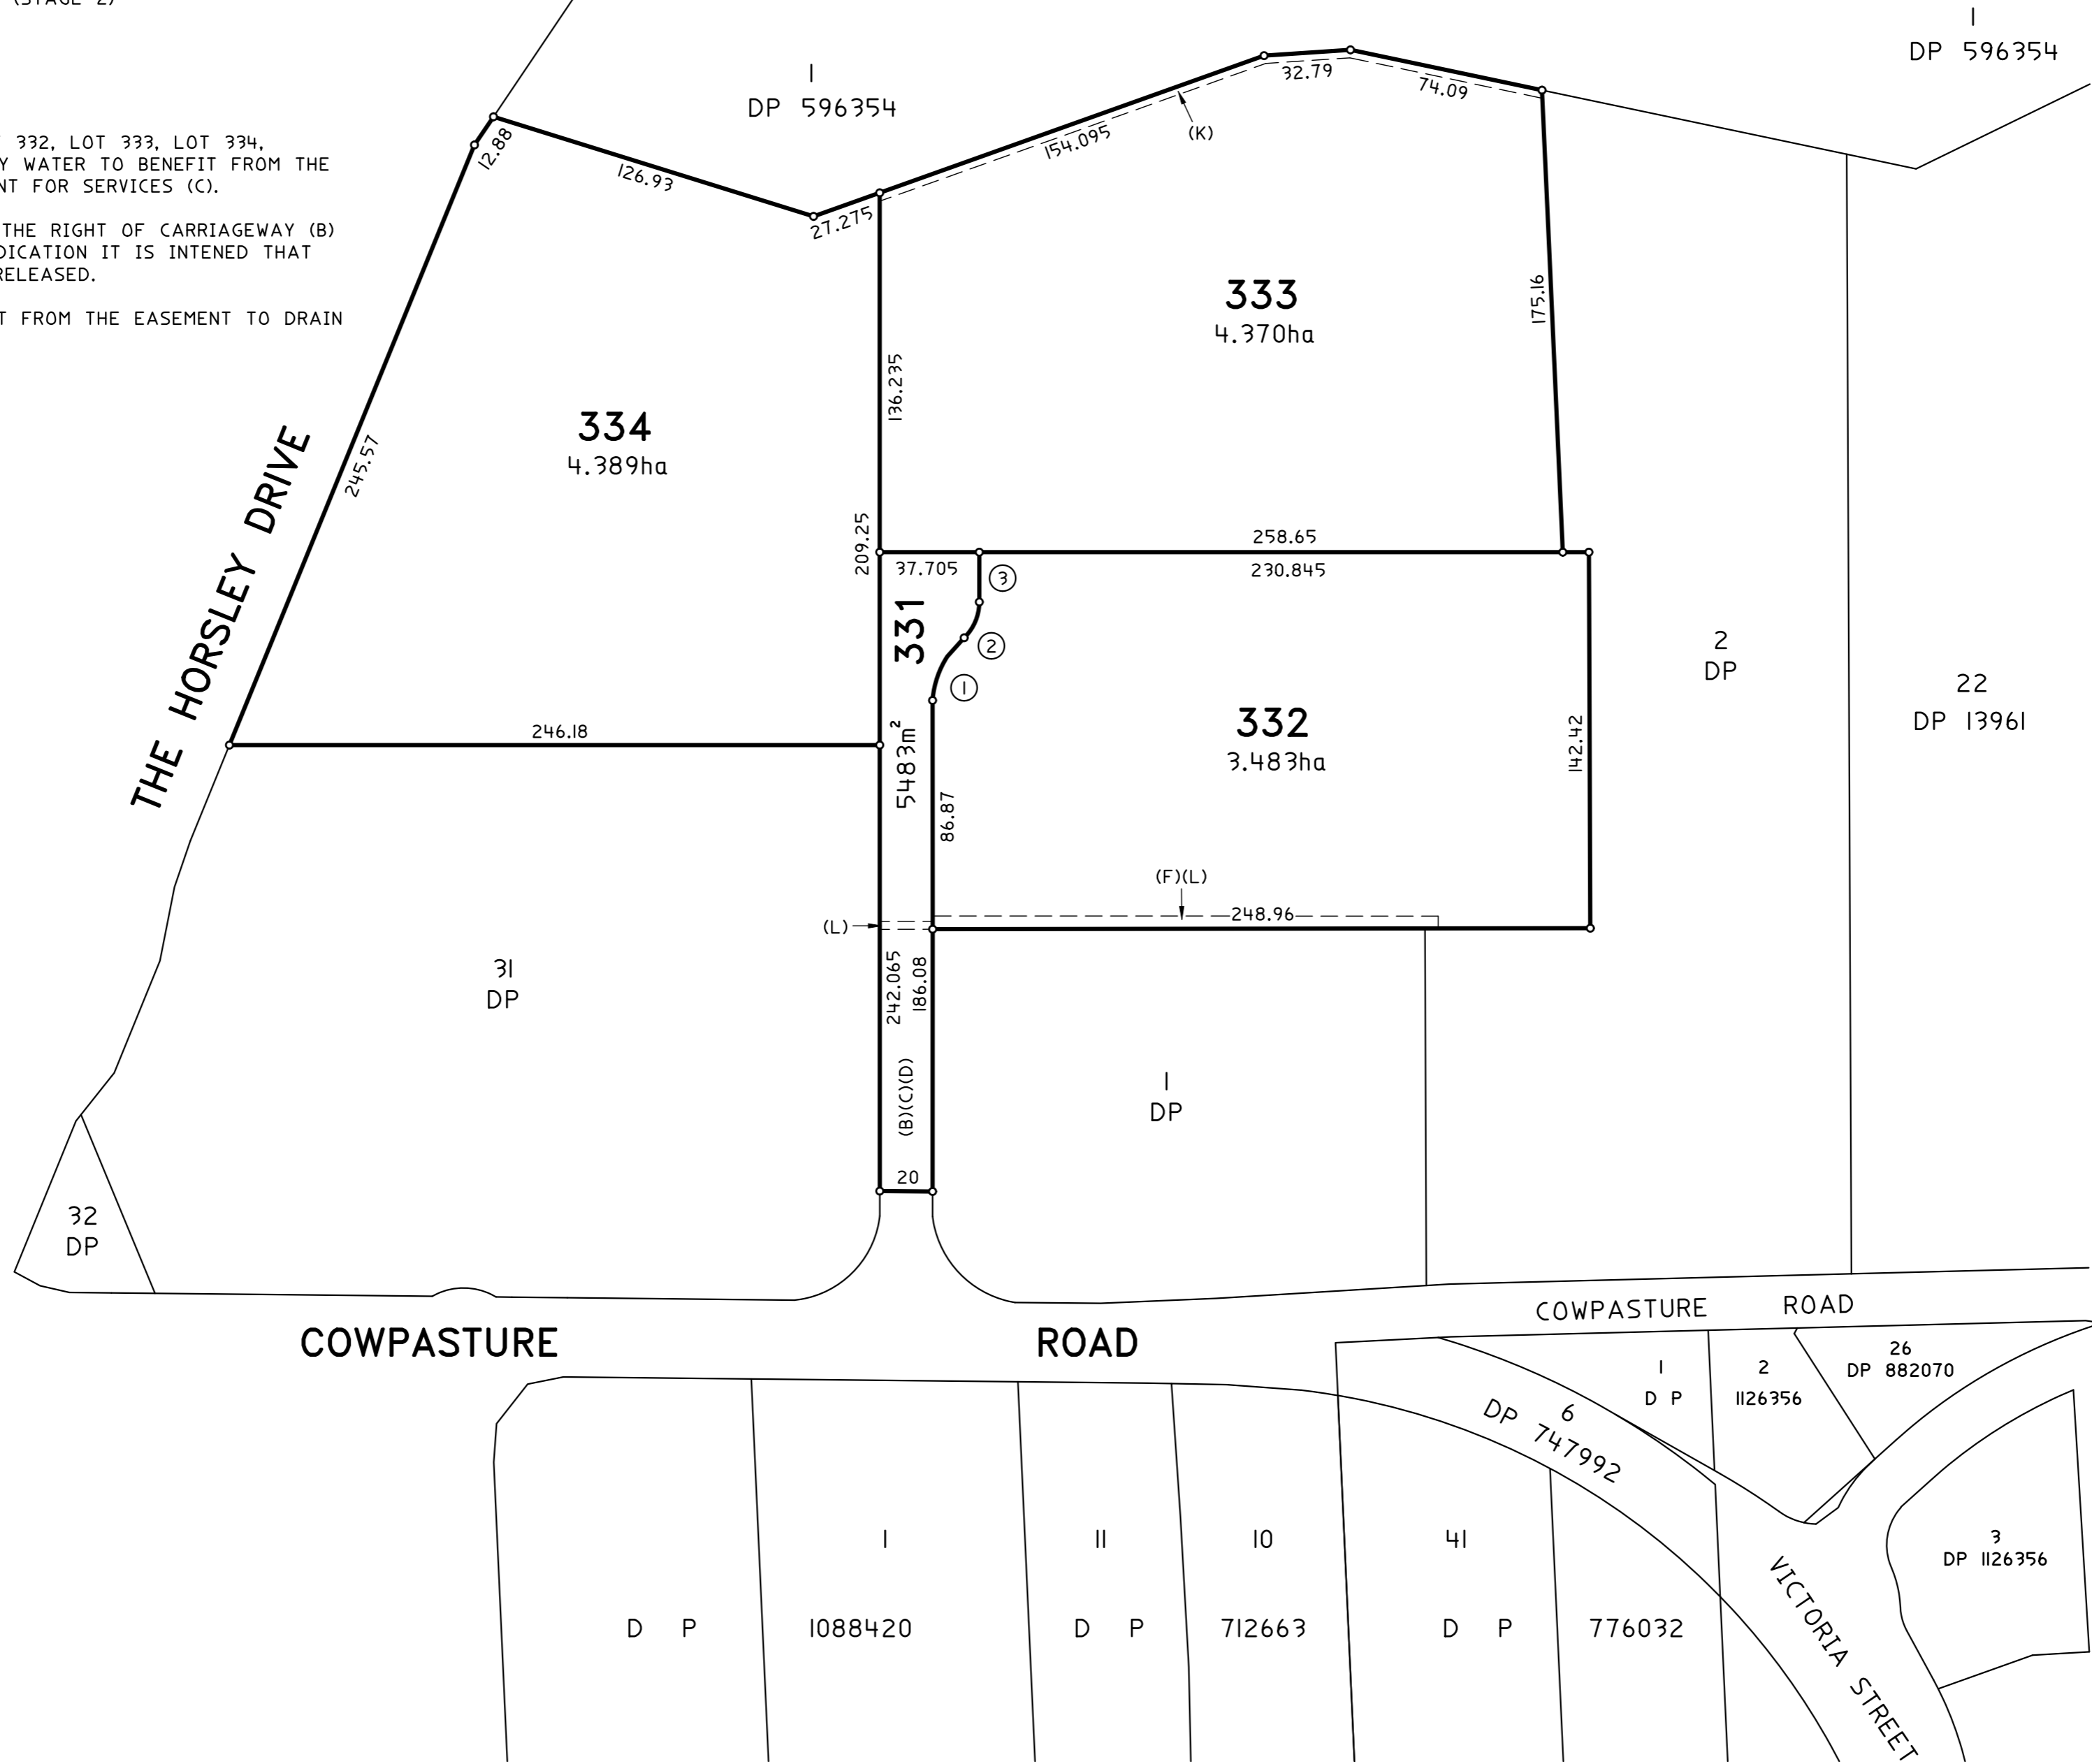 (STAGE 2)
332, LOT 333, LOT 334,
Y WATER TO BENEFIT FROM THE
NT FOR SERVICES (C).
THE RIGHT OF CARRIAGEWAY (B)
DICATION IT IS INTENED THAT
RELEASED.
T FROM THE EASEMENT TO DRAIN
1
DP 596354
1
DP 596354
12.88
126.93
27.275
154.095
(K)
32.79
74.09
333
4.370ha
175.16
136.235
334
4.389ha
245.57
THE HORSLEY DRIVE
209.25
258.65
37.705
230.845
3
2
1
331
5483m²
246.18
86.87
332
3.483ha
142.42
2
DP
22
DP 13961
(F)(L)
248.96
(L)
31
DP
242.065
186.08
(B)(C)(D)
20
1
DP
32
DP
COWPASTURE ROAD
COWPASTURE ROAD
1
D P
2
1126356
26
DP 882070
6
DP 747992
3
DP 1126356
VICTORIA STREET
1
11
10
41
D P
1088420
D P
712663
D P
776032